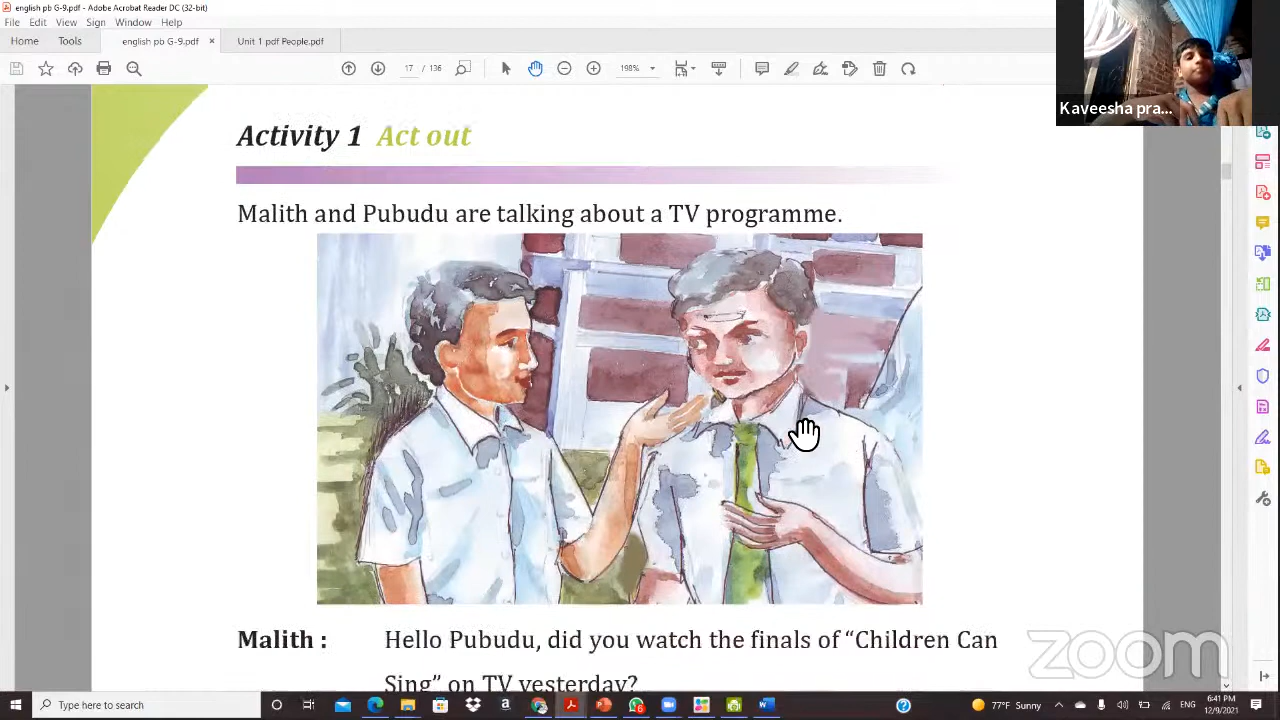 english pb G-9.pdf - Adobe Acrobat Reader DC (32-bit)
File Edit View Sign Window Help
Home Tools english pb G-9.pdf × Unit 1 pdf People.pdf
17 / 136 198%
Kaveesha pra...
Activity 1 Act out
Malith and Pubudu are talking about a TV programme.
Malith : Hello Pubudu, did you watch the finals of “Children Can
Sing” on TV yesterday?
zoom
Type here to search
6
77°F Sunny
6:41 PM
12/9/2021